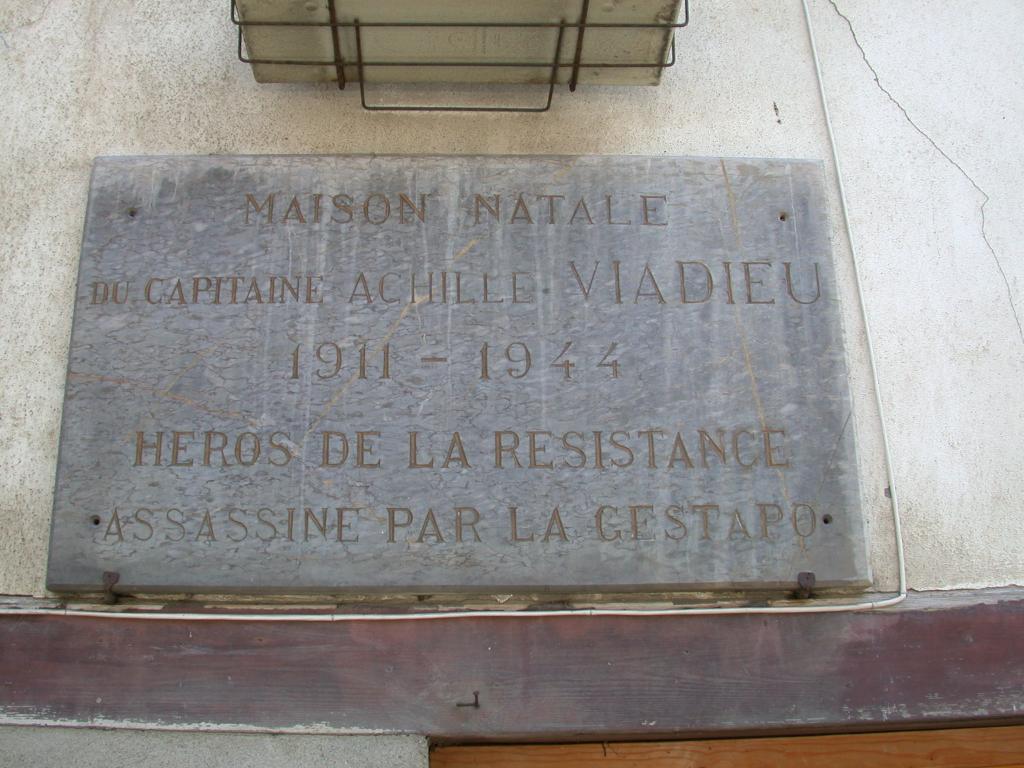 MAISON NATALE
DU CAPITAINE ACHILLE VIADIEU
1911 - 1944
HEROS DE LA RESISTANCE
ASSASSINE PAR LA GESTAPO